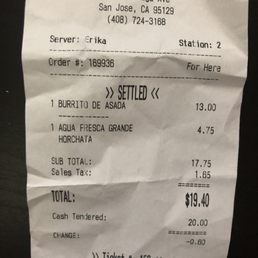 San Jose, CA 95129
(408) 724-3168
Server: Erika Station: 2
Order #: 169936 For Here
>> SETTLED <<
1 BURRITO DE ASADA 13.00
1 AGUA FRESCA GRANDE 4.75
HORCHATA
SUB TOTAL: 17.75
Sales Tax: 1.65
TOTAL: $19.40
Cash Tendered: 20.00
CHANGE: -0.60